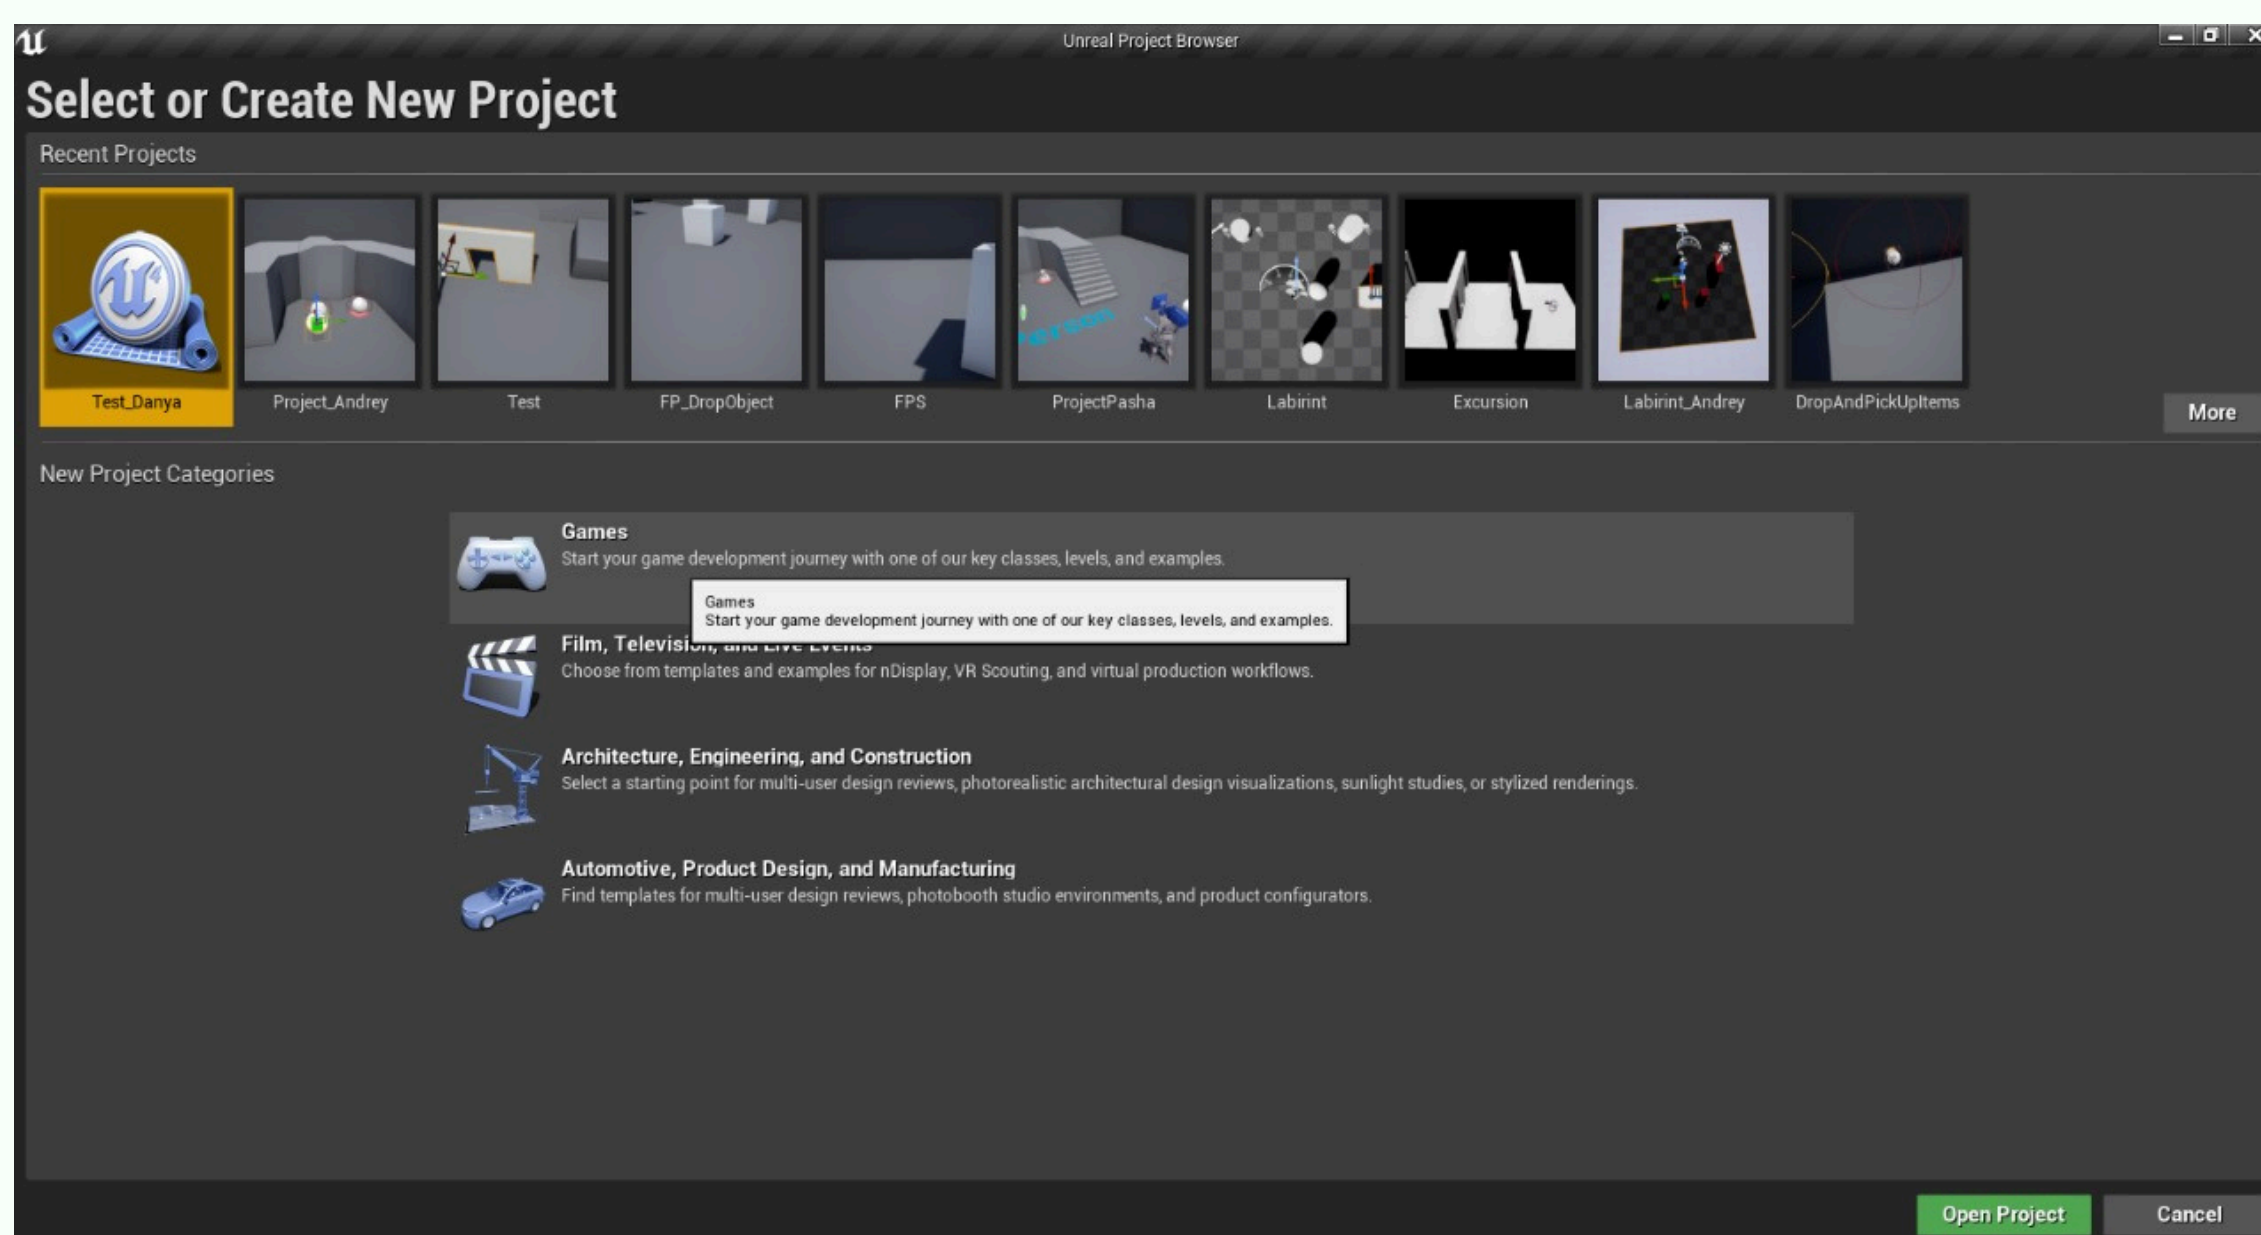 Unreal Project Browser
Select or Create New Project
Recent Projects
Test_Danya
Project_Andrey
Test
FP_DropObject
FPS
ProjectPasha
Labirint
Excursion
Labirint_Andrey
DropAndPickUpItems
More
New Project Categories
Games
Start your game development journey with one of our key classes, levels, and examples.
Games
Start your game development journey with one of our key classes, levels, and examples.
Film, Television, and Live Events
Choose from templates and examples for nDisplay, VR Scouting, and virtual production workflows.
Architecture, Engineering, and Construction
Select a starting point for multi-user design reviews, photorealistic architectural design visualizations, sunlight studies, or stylized renderings.
Automotive, Product Design, and Manufacturing
Find templates for multi-user design reviews, photobooth studio environments, and product configurators.
Open Project
Cancel